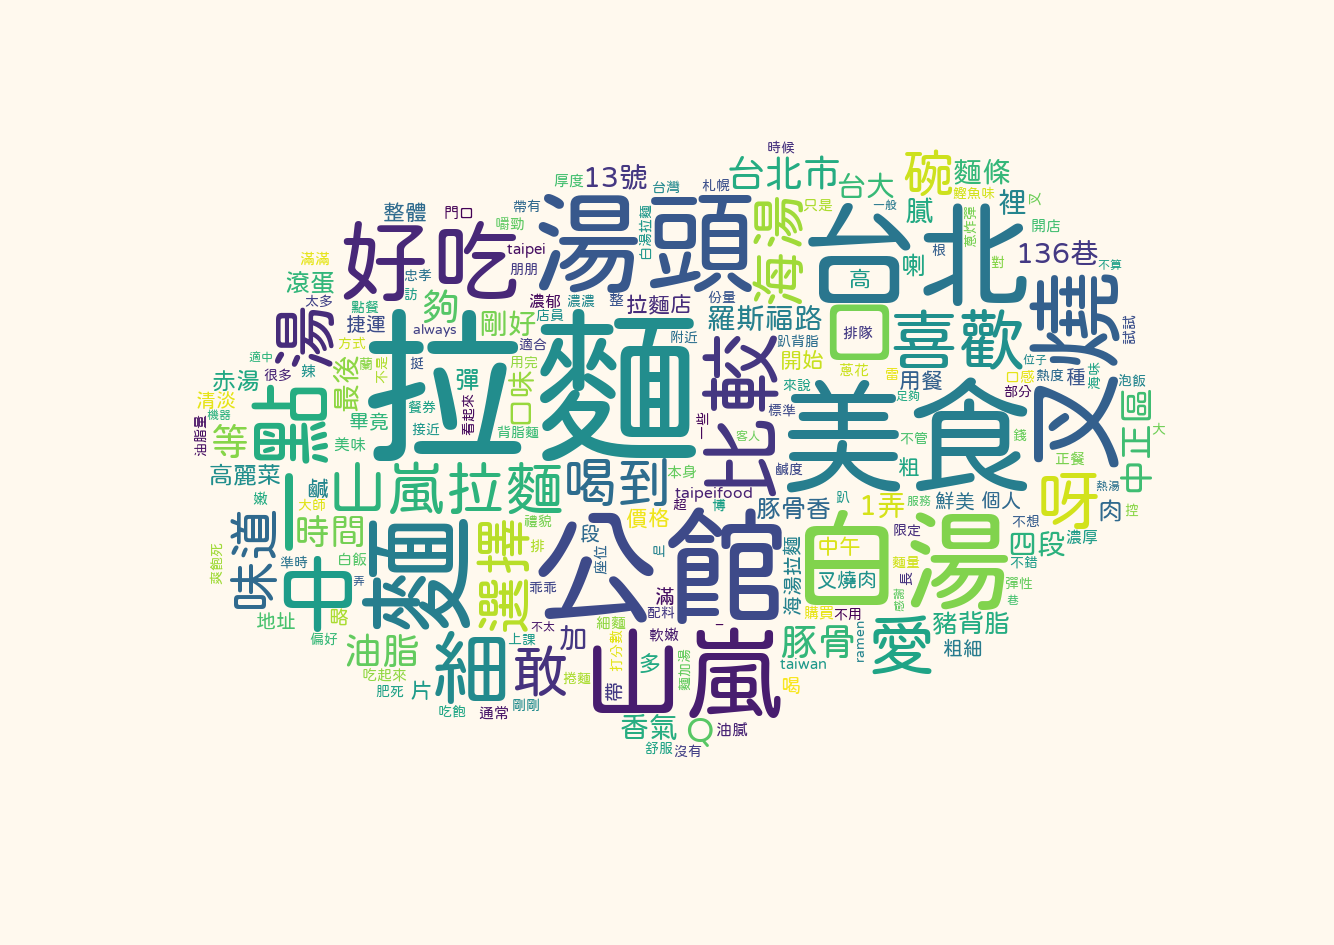 時候
台北市
碗
麵條
厚度
13號
台灣
札幌
台大
鰹魚味
裡
帶有
湯頭
海湯
只是
一般
膩
台北
開店
整體
門口
嚼勁
白湯拉麵
好吃
taipei
根
136巷
喇
高
對
不算
滿滿
滾蛋
忠孝
訪
朋朋
太多
點餐
夠
濃郁
濃濃
整
拉麵店
份量
湯
捷運
always
剛好
店員
羅斯福路
口
排隊
喜歡
叉燒
試試
方式
拉麵
適合
附近
較
趴背脂
適中
蘭
不是
挺
用完
開始
位子
很多
辣
最後
彈
口味
蔥花
雷
用餐
口感
熱度
種
海味
泡飯
赤湯
清淡
機器
點
餐券
看起來
來說
美食
足夠
部分
中正區
油脂量
等
畢竟
接近
背脂麵
一些
標準
比
客人
不管
錢
大
美味
本身
鹹度
粗
正餐
高麗菜
鹹
山嵐拉麵
喝到
taipeifood
熱湯
嫩
大師
超
博
豚骨香
趴
1弄
服務
鮮美
個人
呀
肉
控
味道
時間
禮貌
價格
段
限定
不想
四段
濃厚
爽飽死
準時
白飯
麵
選擇
排
座位
叫
公館
海湯拉麵
白湯
中午
叉燒肉
麵量
長
不錯
中
弄
乖乖
滿
彈性
巷
地址
略
配料
購買
不用
偏好
不太
細麵
豬背脂
油脂
細
上課
加
打分數
軟嫩
山嵐
豚骨
ramen
愛
粗細
吃起來
敢
多
麵加湯
taiwan
肥死
片
捲麵
帶
喝
吃飽
通常
剛剛
香氣
Q
油膩
舒服
沒有